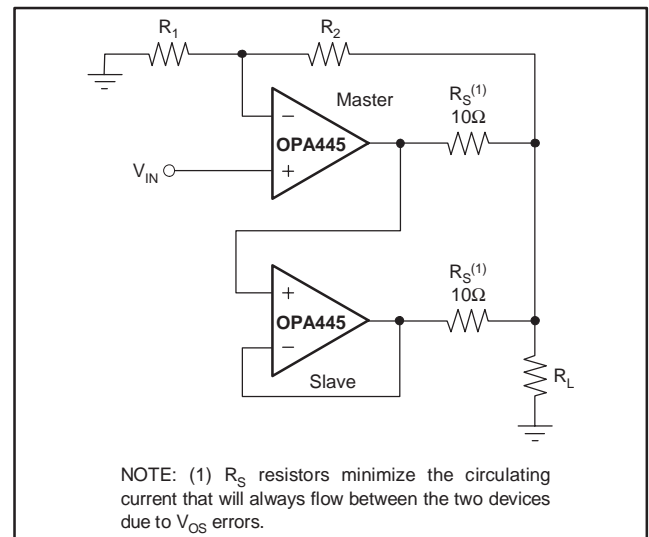 R1
R2
Master
RS(1)
10Ω
−
OPA445
+
VIN
RS(1)
10Ω
+
OPA445
−
Slave
RL
NOTE: (1) RS resistors minimize the circulating
current that will always flow between the two devices
due to VOS errors.